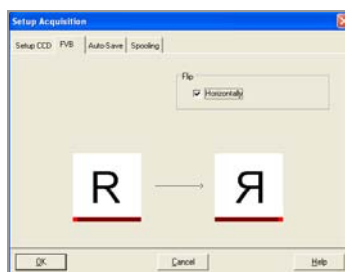 Setup Acquisition
Setup CCD FVB Auto-Save Spooling
Flip
Horizontally
R Я
OK Cancel Help